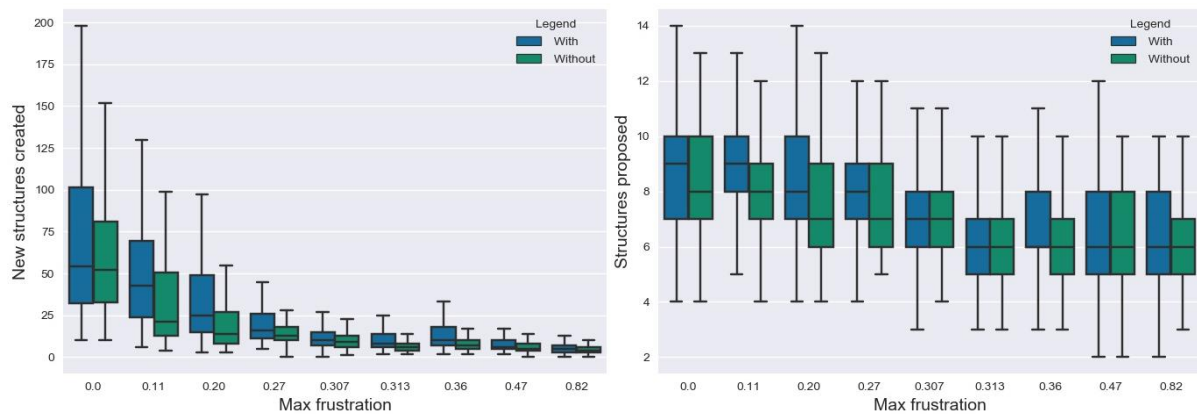 200
175
150
125
100
75
50
25
0
New structures created
Legend
With
Without
0.0 0.11 0.20 0.27 0.307 0.313 0.36 0.47 0.82
Max frustration
14
12
10
8
6
4
2
Structures proposed
Legend
With
Without
0.0 0.11 0.20 0.27 0.307 0.313 0.36 0.47 0.82
Max frustration